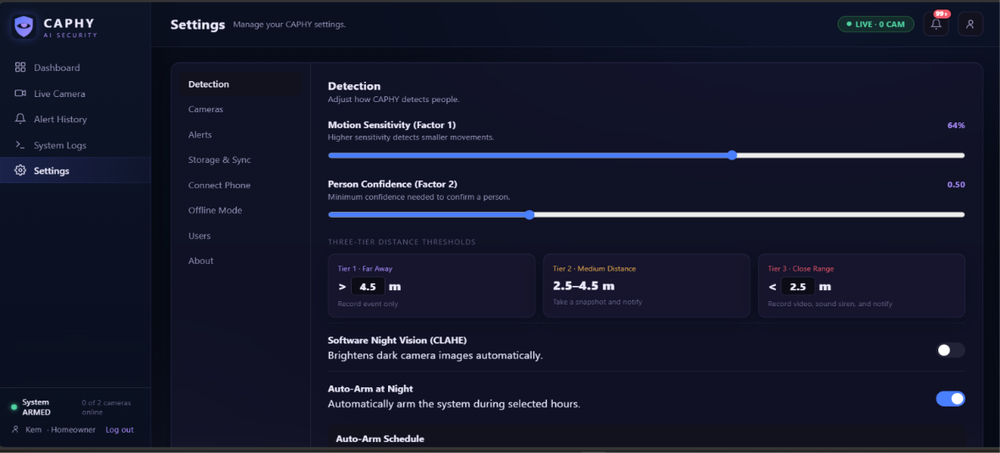 CAPHY
AI SECURITY
Dashboard
Live Camera
Alert History
System Logs
Settings
System ARMED
0 of 2 cameras online
Kem · Homeowner Log out
Settings Manage your CAPHY settings.
LIVE · 0 CAM
99+
Detection
Cameras
Alerts
Storage & Sync
Connect Phone
Offline Mode
Users
About
Detection
Adjust how CAPHY detects people.
Motion Sensitivity (Factor 1) 64%
Higher sensitivity detects smaller movements.
Person Confidence (Factor 2) 0.50
Minimum confidence needed to confirm a person.
THREE-TIER DISTANCE THRESHOLDS
Tier 1 · Far Away
> 4.5 m
Record event only
Tier 2 · Medium Distance
2.5–4.5 m
Take a snapshot and notify
Tier 3 · Close Range
< 2.5 m
Record video, sound siren, and notify
Software Night Vision (CLAHE)
Brightens dark camera images automatically.
Auto-Arm at Night
Automatically arm the system during selected hours.
Auto-Arm Schedule